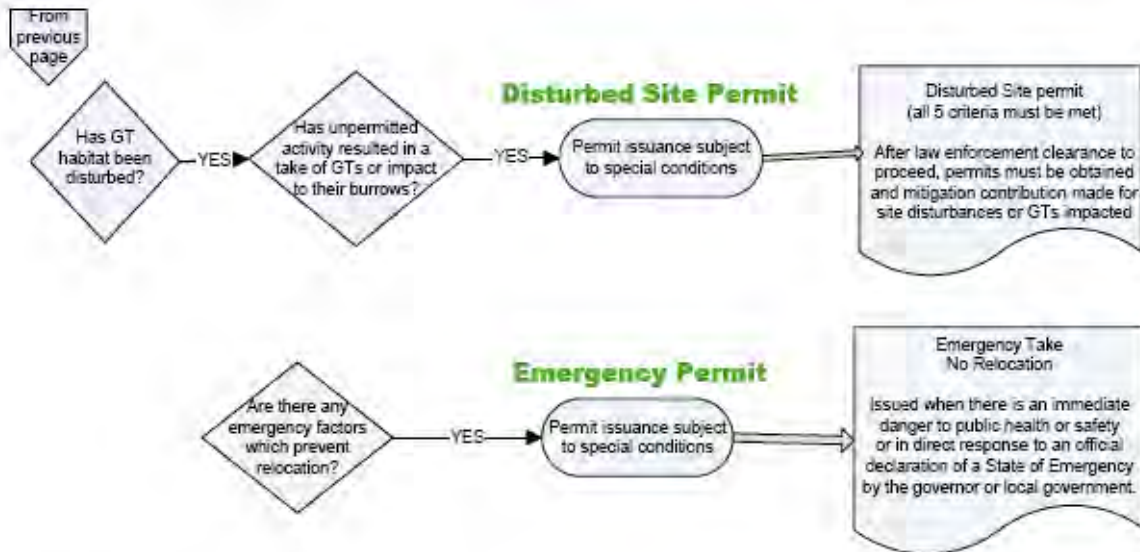 From
previous
page
Has GT
habitat been
disturbed?
YES
Has unpermitted
activity resulted in a
take of GTs or impact
to their burrows?
YES
Disturbed Site Permit
Permit issuance subject
to special conditions
Disturbed Site permit
(all 5 criteria must be met)
After law enforcement clearance to
proceed, permits must be obtained
and mitigation contribution made for
site disturbances or GTs impacted
Are there any
emergency factors
which prevent
relocation?
YES
Emergency Permit
Permit issuance subject
to special conditions
Emergency Take
No Relocation
Issued when there is an immediate
danger to public health or safety
or in direct response to an official
declaration of a State of Emergency
by the governor or local government.